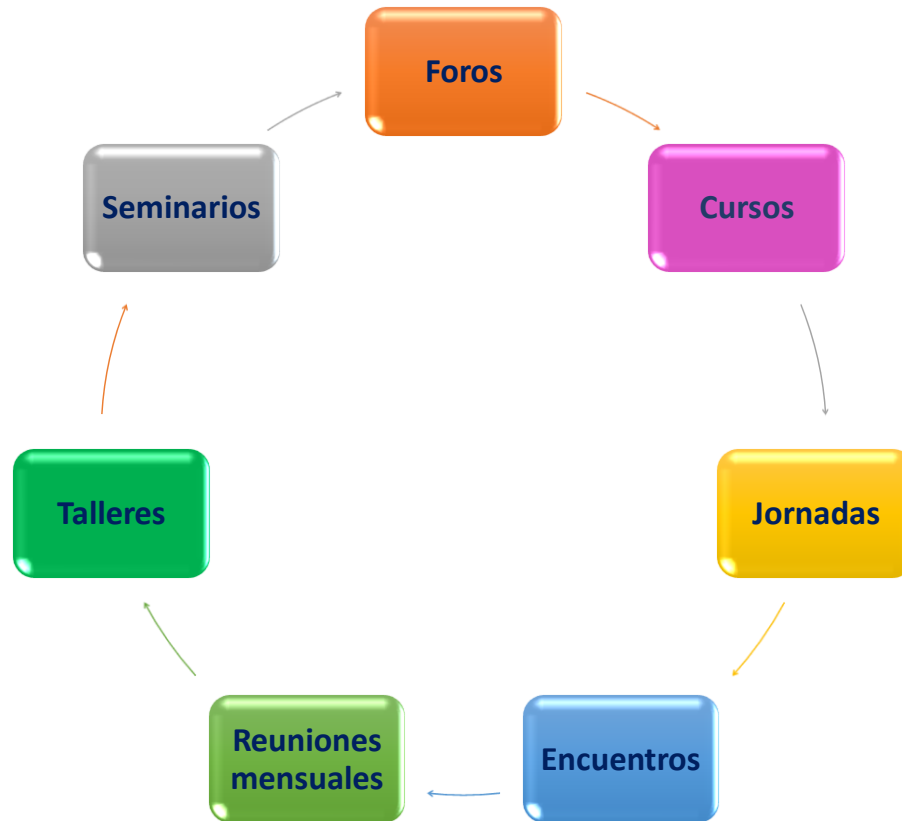 Foros
Cursos
Jornadas
Encuentros
Reuniones
mensuales
Talleres
Seminarios